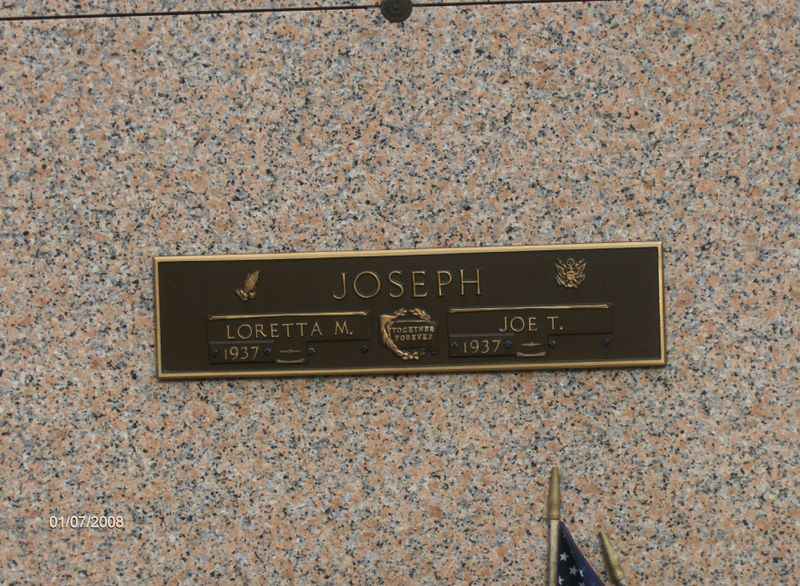 JOSEPH
LORETTA M.
1937
TOGETHER
FOREVER
JOE T.
1937
01/07/2008